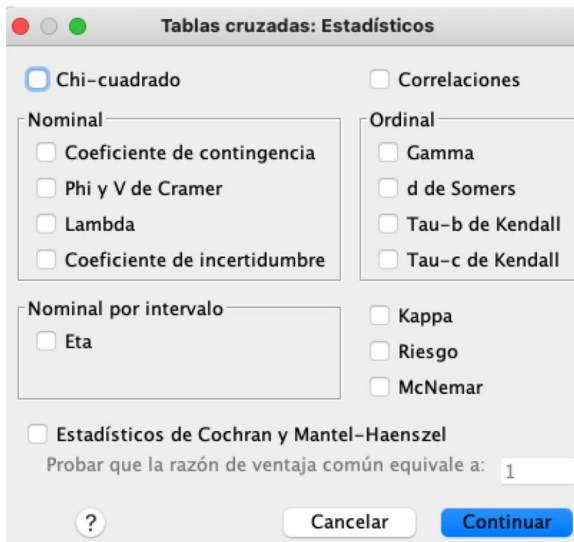 Tablas cruzadas: Estadísticos
Chi-cuadrado
Correlaciones
Nominal
Coeficiente de contingencia
Phi y V de Cramer
Lambda
Coeficiente de incertidumbre
Ordinal
Gamma
d de Somers
Tau-b de Kendall
Tau-c de Kendall
Nominal por intervalo
Eta
Kappa
Riesgo
McNemar
Estadísticos de Cochran y Mantel-Haenszel
Probar que la razón de ventaja común equivale a: 1
?
Cancelar
Continuar